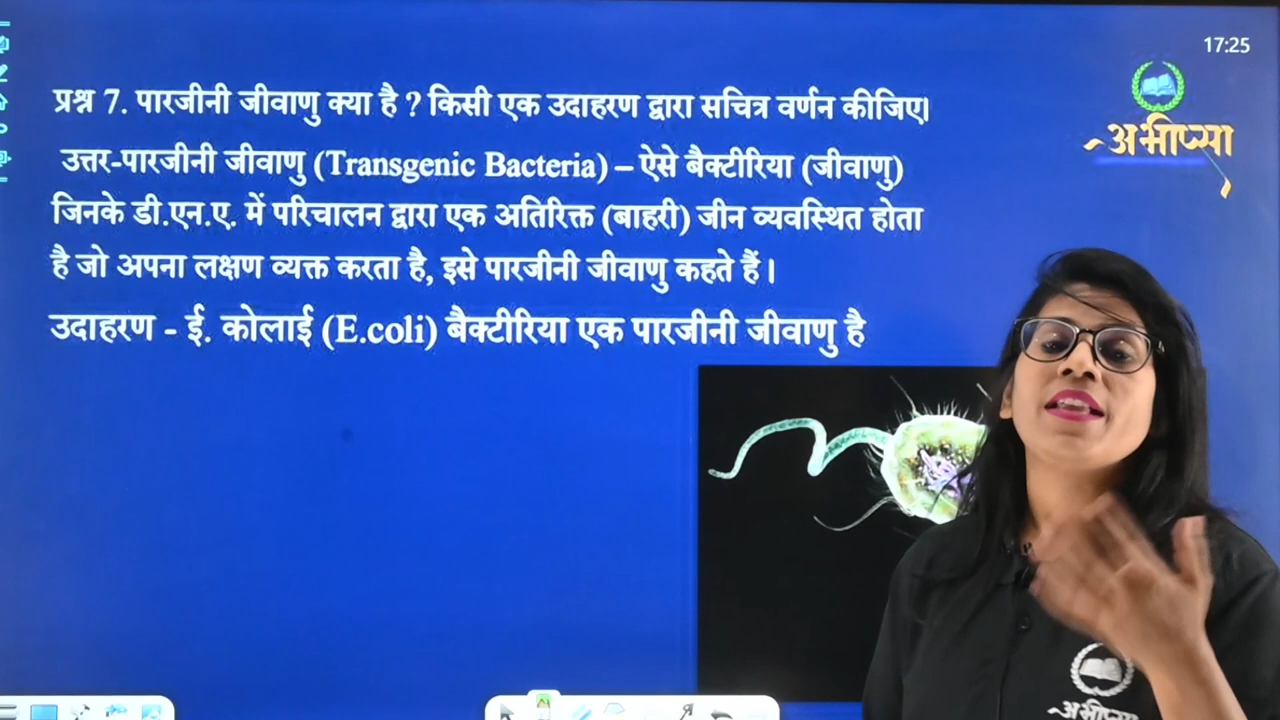 17:25
अभीप्सा
प्रश्न 7. पारजीनी जीवाणु क्या है ? किसी एक उदाहरण द्वारा सचित्र वर्णन कीजिए।
उत्तर-पारजीनी जीवाणु (Transgenic Bacteria) – ऐसे बैक्टीरिया (जीवाणु)
जिनके डी.एन.ए. में परिचालन द्वारा एक अतिरिक्त (बाहरी) जीन व्यवस्थित होता
है जो अपना लक्षण व्यक्त करता है, इसे पारजीनी जीवाणु कहते हैं ।
उदाहरण - ई. कोलाई (E.coli) बैक्टीरिया एक पारजीनी जीवाणु है
अभीप्सा